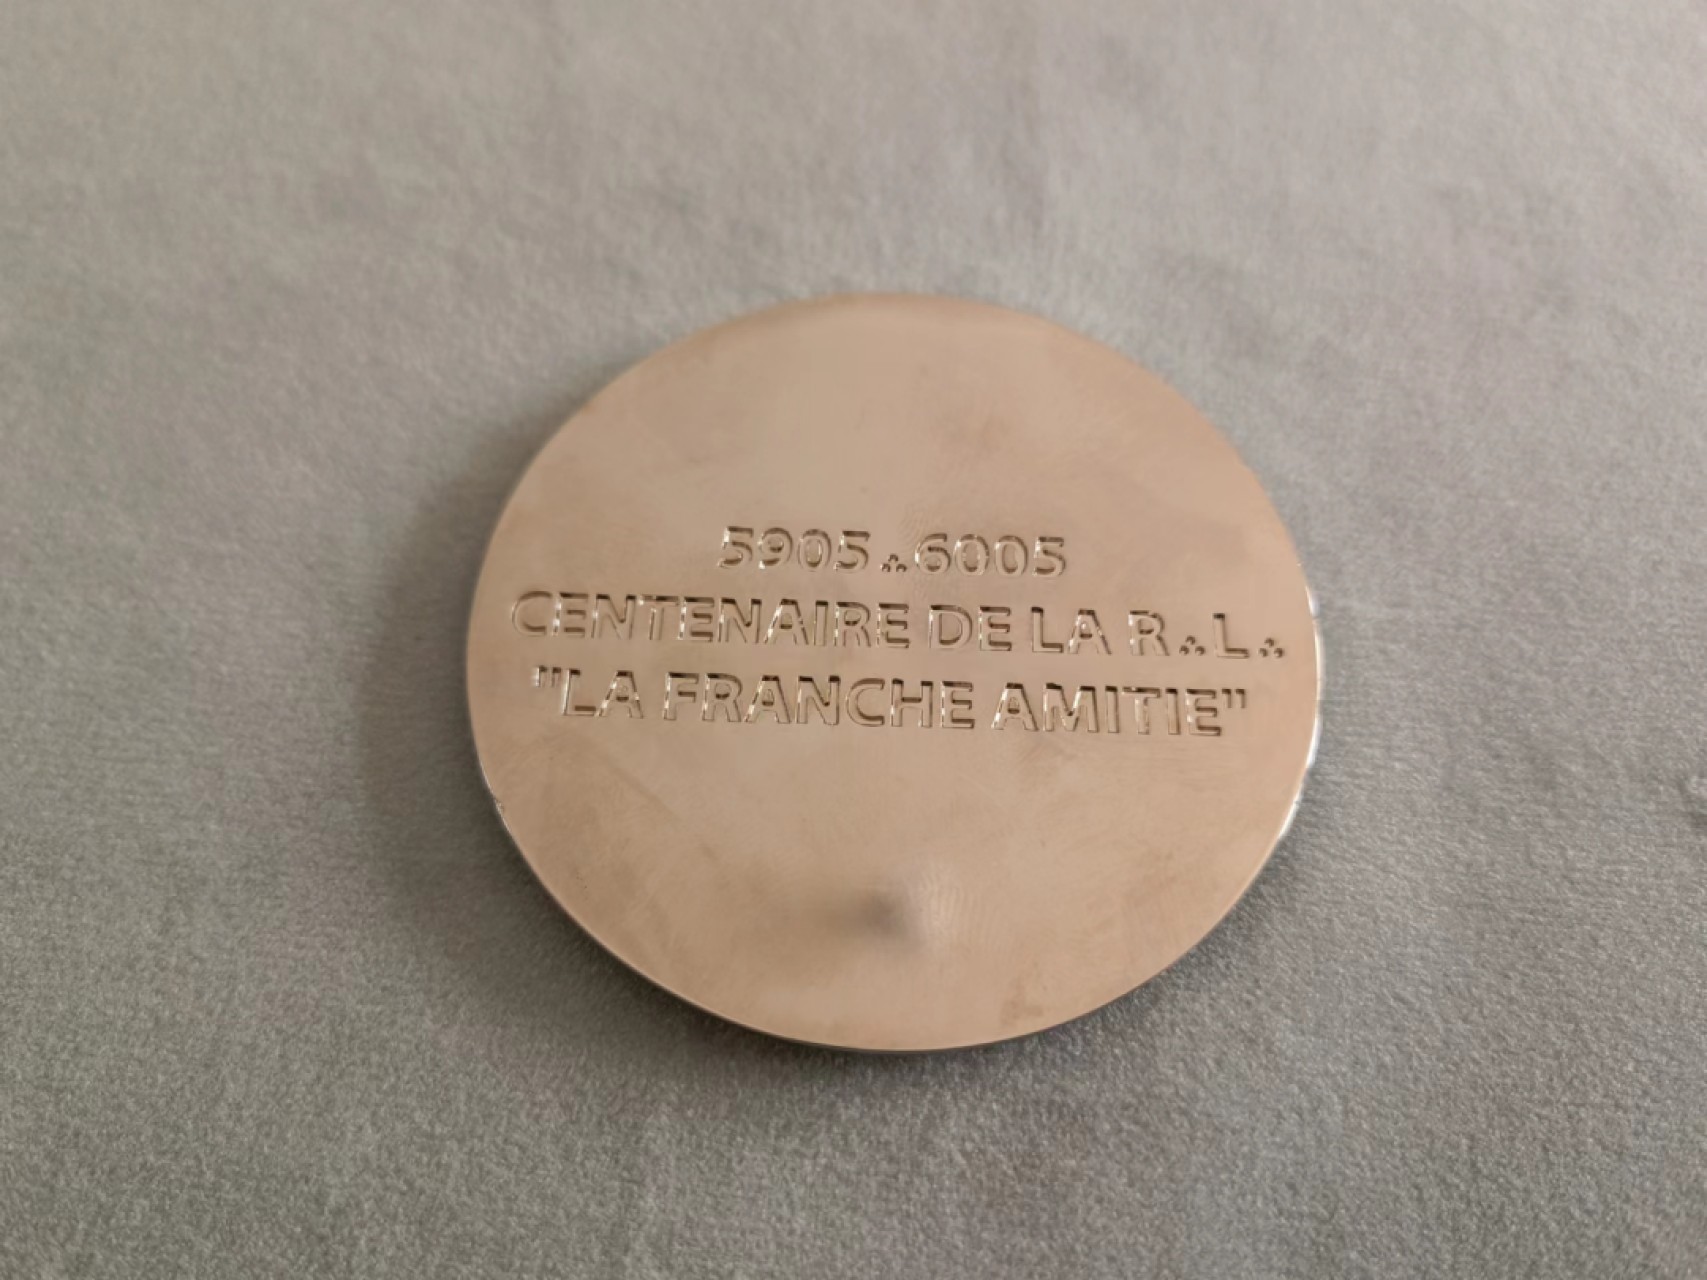 5905∴6005
CENTENAIRE DE LA R∴L∴
"LA FRANCHE AMITIE"